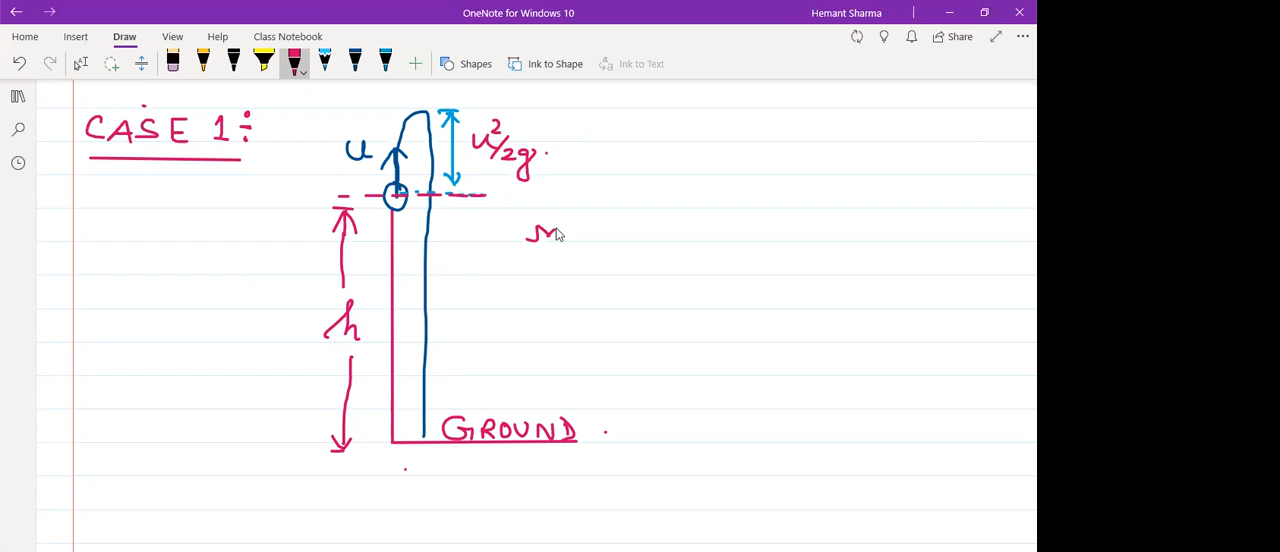 OneNote for Windows 10
Hemant Sharma
Home Insert Draw View Help Class Notebook
Share
Shapes Ink to Shape Ink to Text
CASE 1:
u
u²/2g
h
GROUND